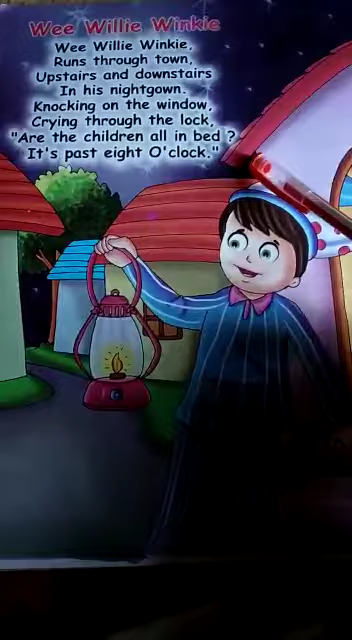 Wee Willie Winkie
Wee Willie Winkie,
Runs through town,
Upstairs and downstairs
In his nightgown.
Knocking on the window,
Crying through the lock,
"Are the children all in bed ?
It's past eight O'clock."